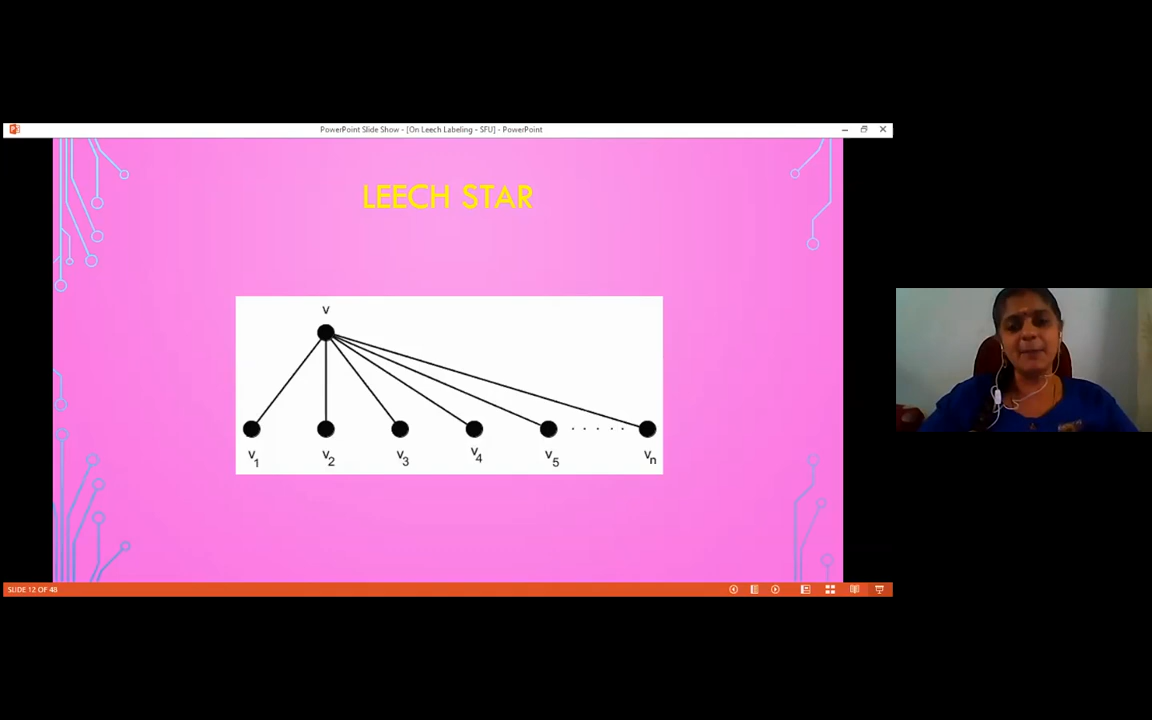 PowerPoint Slide Show - [On Leech Labeling - SFU] - PowerPoint
LEECH STAR
v
v1 v2 v3 v4 v5 . . . . . vn
SLIDE 12 OF 48